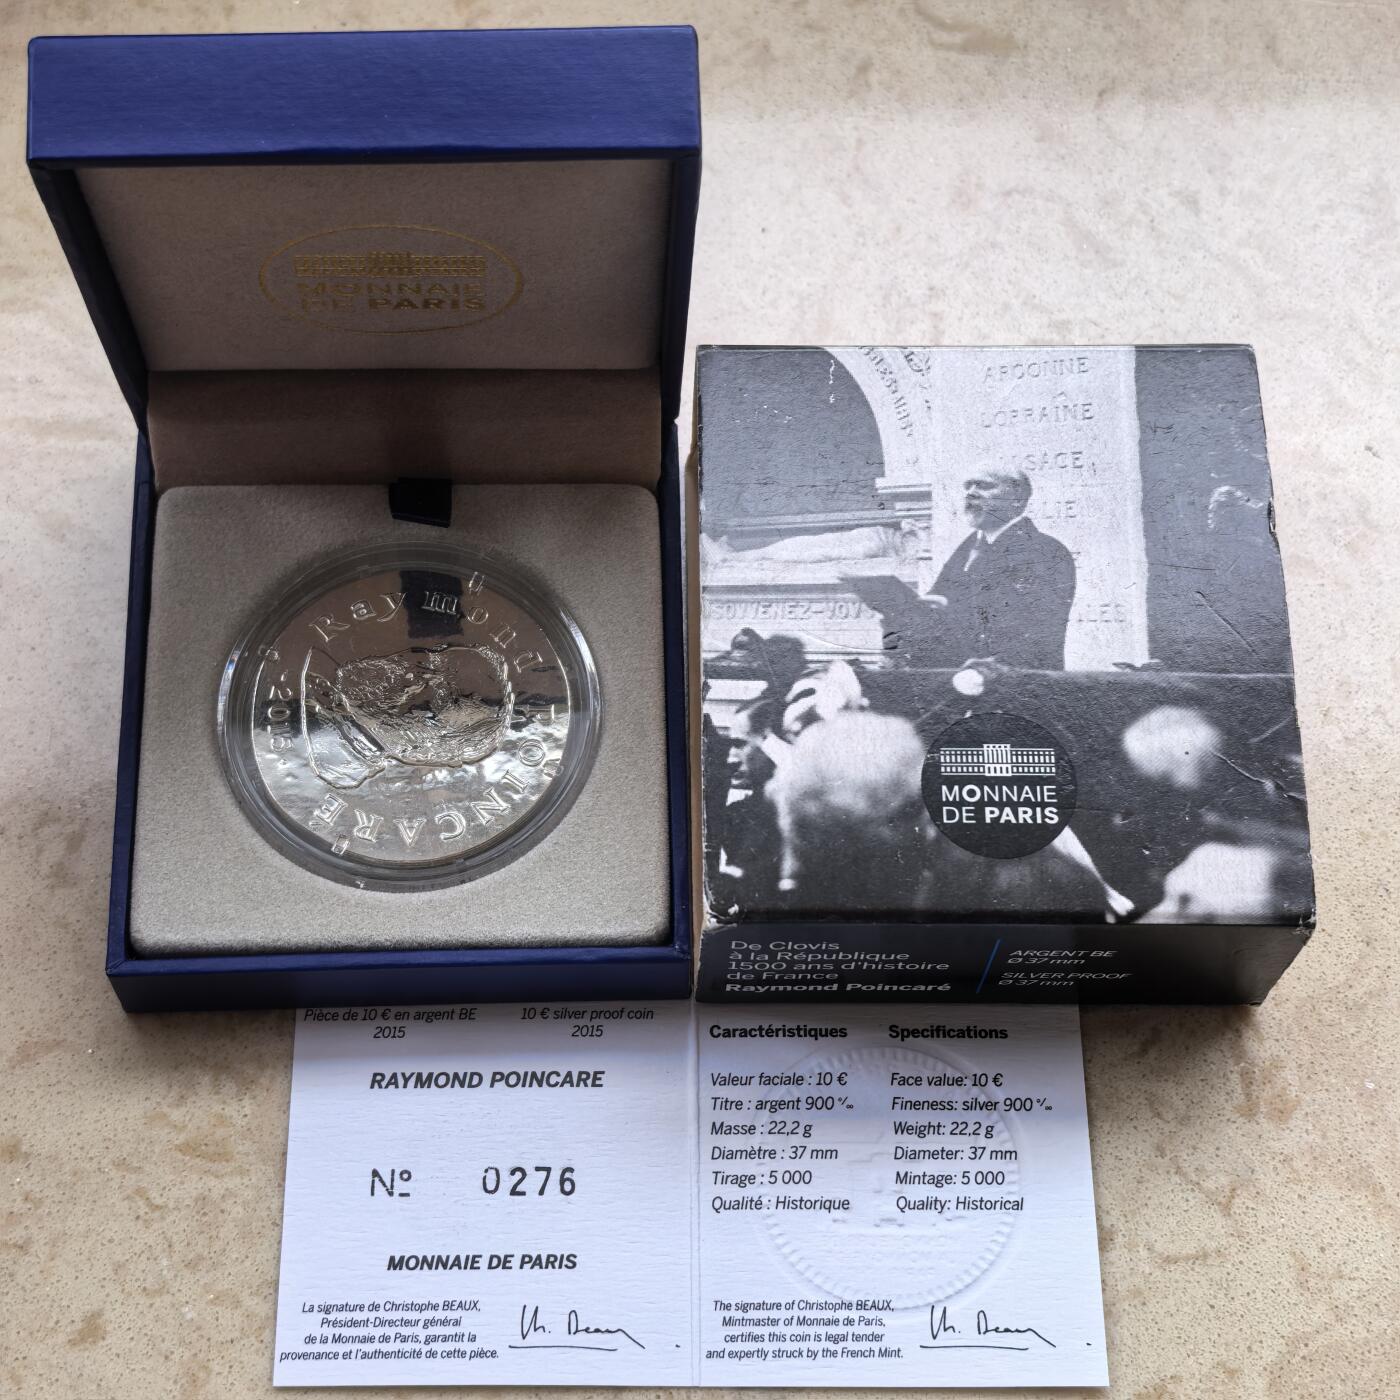 MONNAIE
DE PARIS
Raymond POINCARÉ
-2015-
ARGONNE
LORRAINE
ALSACE
SOUVENEZ-VOUS
MONNAIE
DE PARIS
De Clovis
à la République
1500 ans d'histoire
de France
Raymond Poincaré
ARGENT BE
Ø 37 mm
SILVER PROOF
Ø 37 mm
Pièce de 10 € en argent BE
2015
10 € silver proof coin
2015
RAYMOND POINCARE
Nº 0276
MONNAIE DE PARIS
La signature de Christophe BEAUX,
Président-Directeur général
de la Monnaie de Paris, garantit la
provenance et l'authenticité de cette pièce.
Ch. Beaux
Caractéristiques
Valeur faciale : 10 €
Titre : argent 900 °/∞
Masse : 22,2 g
Diamètre : 37 mm
Tirage : 5 000
Qualité : Historique
Specifications
Face value: 10 €
Fineness: silver 900 °/∞
Weight: 22,2 g
Diameter: 37 mm
Mintage: 5 000
Quality: Historical
The signature of Christophe BEAUX,
Mintmaster of Monnaie de Paris,
certifies this coin is legal tender
and expertly struck by the French Mint.
Ch. Beaux